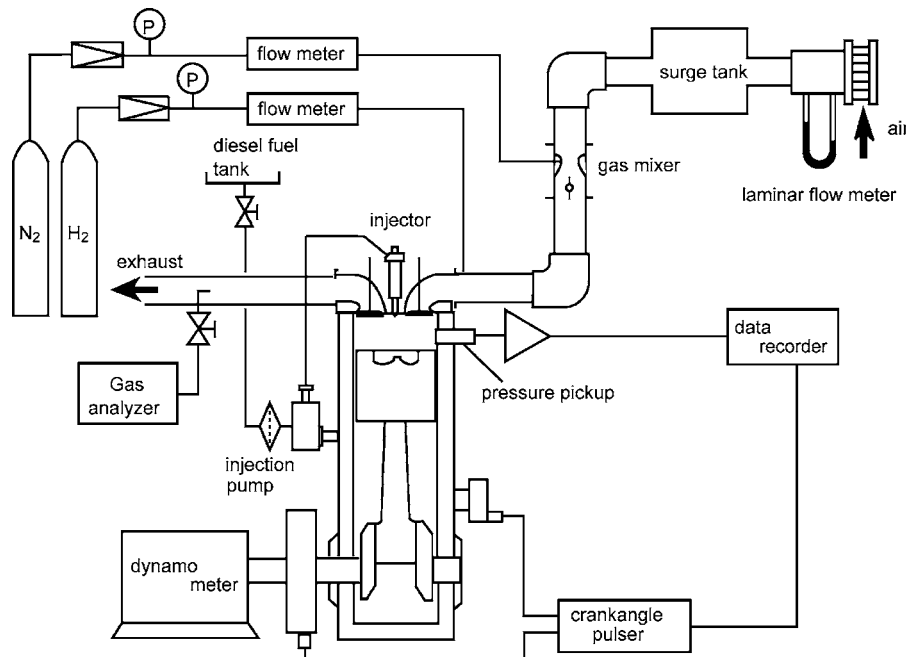 P
flow meter
surge tank
P
flow meter
air
diesel fuel
tank
gas mixer
laminar flow meter
injector
N2
H2
exhaust
data
recorder
pressure pickup
Gas
analyzer
injection
pump
dynamo
meter
crankangle
pulser